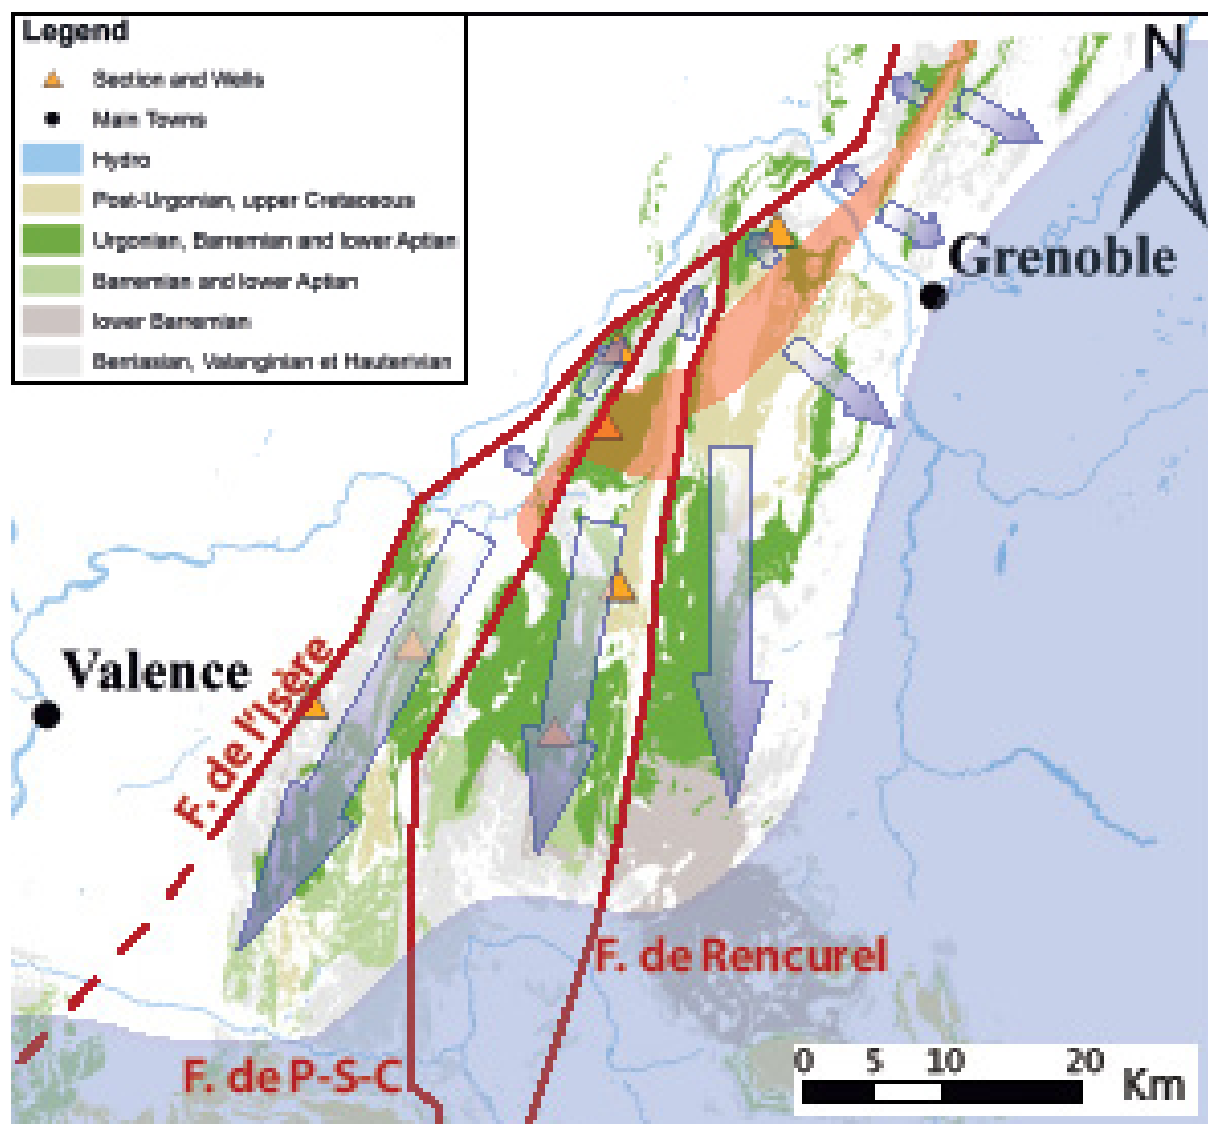 Legend
Section and Wells
Main Towns
Hydro
Post-Urgonian, upper Cretaceous
Urgonian, Barremian and lower Aptian
Barremian and lower Aptian
lower Barremian
Berriasian, Valanginian et Hauterivian
N
Grenoble
Valence
F. de l'Isère
F. de Rencurel
F. de P-S-C
0 5 10 20
Km